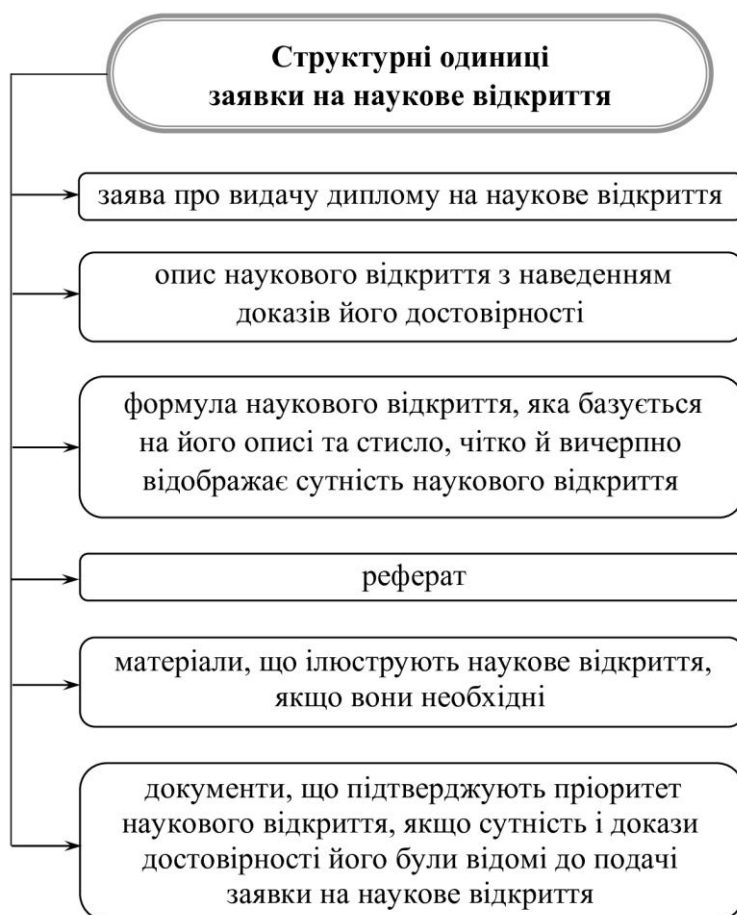 Структурні одиниці
заявки на наукове відкриття
заява про видачу диплому на наукове відкриття
опис наукового відкриття з наведенням
доказів його достовірності
формула наукового відкриття, яка базується
на його описі та стисло, чітко й вичерпно
відображає сутність наукового відкриття
реферат
матеріали, що ілюструють наукове відкриття,
якщо вони необхідні
документи, що підтверджують пріоритет
наукового відкриття, якщо сутність і докази
достовірності його були відомі до подачі
заявки на наукове відкриття